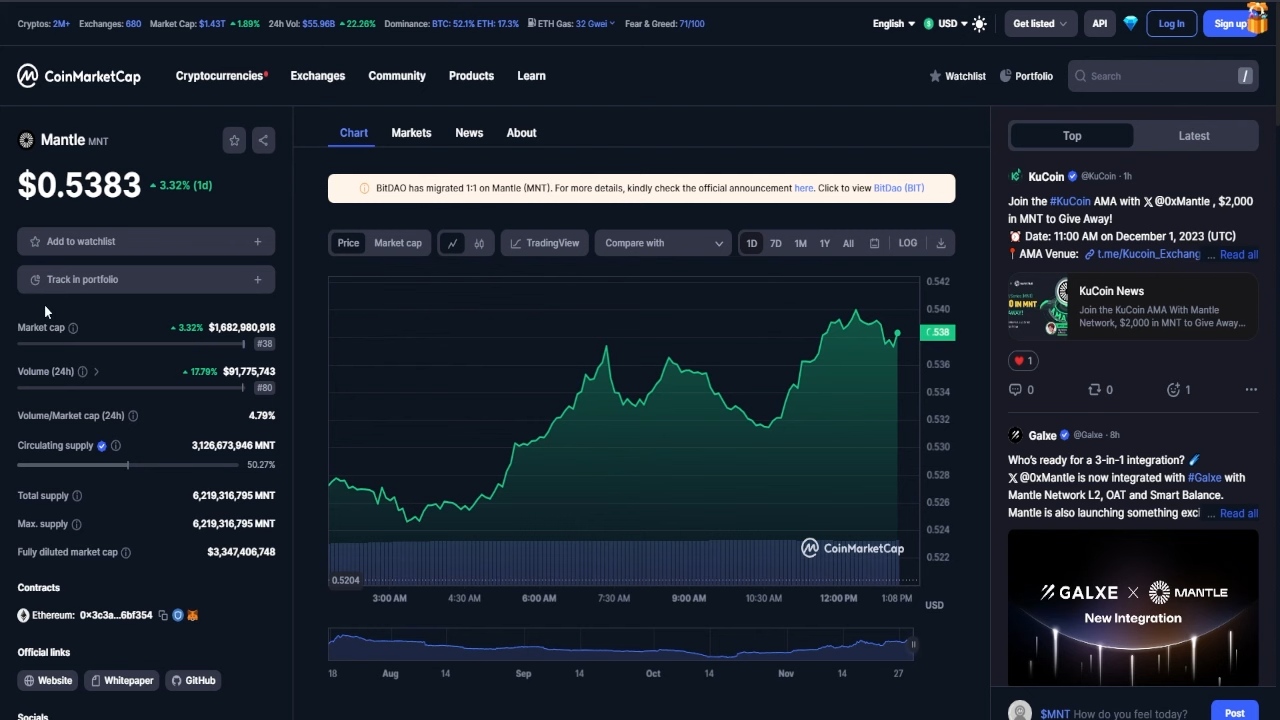 Cryptos: 2M+ Exchanges: 680 Market Cap: $1.43T 1.89% 24h Vol: $55.96B 22.26% Dominance: BTC: 52.1% ETH: 17.3% ETH Gas: 32 Gwei Fear & Greed: 71/100
English USD Get listed API Log In Sign up
CoinMarketCap Cryptocurrencies Exchanges Community Products Learn
Watchlist Portfolio Search /
Mantle MNT
$0.5383 3.32% (1d)
Add to watchlist +
Track in portfolio +
Market cap 3.32% $1,682,980,918
#38
Volume (24h) 17.79% $91,775,743
#80
Volume/Market cap (24h) 4.79%
Circulating supply 3,126,673,946 MNT
50.27%
Total supply 6,219,316,795 MNT
Max. supply 6,219,316,795 MNT
Fully diluted market cap $3,347,406,748
Contracts
Ethereum: 0x3c3a...6bf354
Official links
Website Whitepaper GitHub
Socials
Chart Markets News About
BitDAO has migrated 1:1 on Mantle (MNT). For more details, kindly check the official announcement here. Click to view BitDao (BIT)
Price Market cap TradingView Compare with 1D 7D 1M 1Y All LOG
0.542
0.540
0.538
0.536
0.534
0.532
0.530
0.528
0.526
0.524
0.522
CoinMarketCap
0.5204
3:00 AM 4:30 AM 6:00 AM 7:30 AM 9:00 AM 10:30 AM 12:00 PM 1:08 PM
USD
18 Aug 14 Sep 14 Oct 14 Nov 14 27
Top Latest
KuCoin @KuCoin · 1h
Join the #KuCoin AMA with 𝕏@0xMantle , $2,000
in MNT to Give Away!
⏰ Date: 11:00 AM on December 1, 2023 (UTC)
📍AMA Venue: t.me/Kucoin_Exchang ... Read all
KuCoin News
Join the KuCoin AMA With Mantle
Network, $2,000 in MNT to Give Away...
1
0 0 1
Galxe @Galxe · 8h
Who's ready for a 3-in-1 integration?
𝕏@0xMantle is now integrated with #Galxe with
Mantle Network L2, OAT and Smart Balance.
Mantle is also launching something exci ... Read all
GALXE × MANTLE
New Integration
$MNT How do you feel today? Post